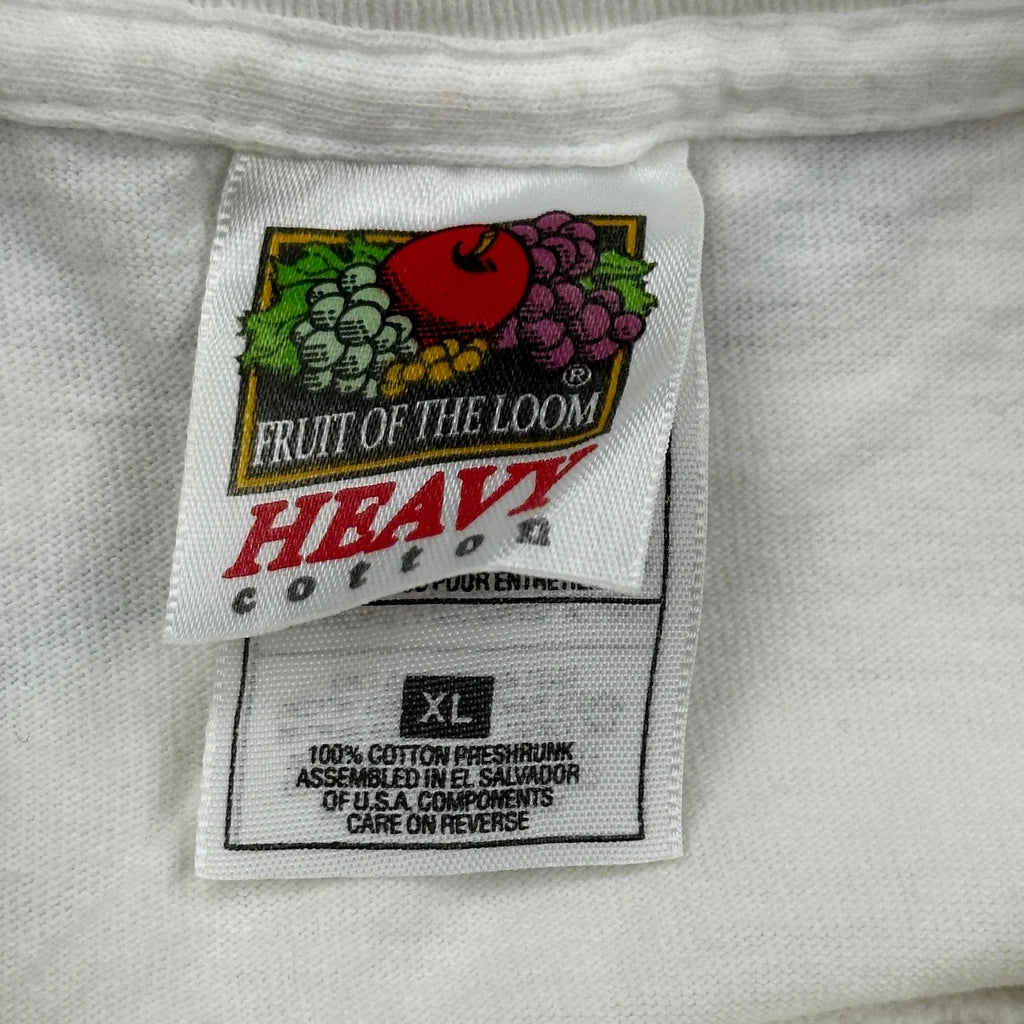 ®
FRUIT OF THE LOOM
HEAVY
cotton
POUR
XL
100% COTTON PRESHRUNK
ASSEMBLED IN EL SALVADOR
OF U.S.A. COMPONENTS
CARE ON REVERSE